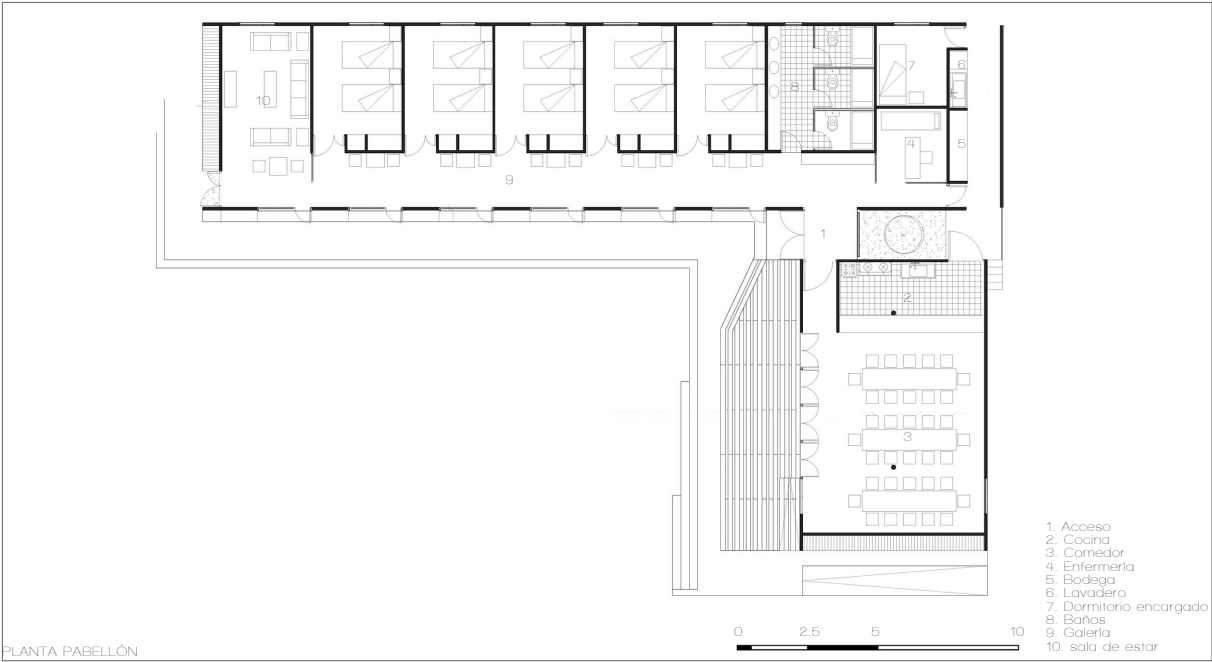 10
8
7
6
4
5
9
1
2
3
1. Acceso
2. Cocina
3. Comedor
4. Enfermería
5. Bodega
6. Lavadero
7. Dormitorio encargado
8. Baños
9. Galería
10. sala de estar
0 2.5 5 10
PLANTA PABELLÓN